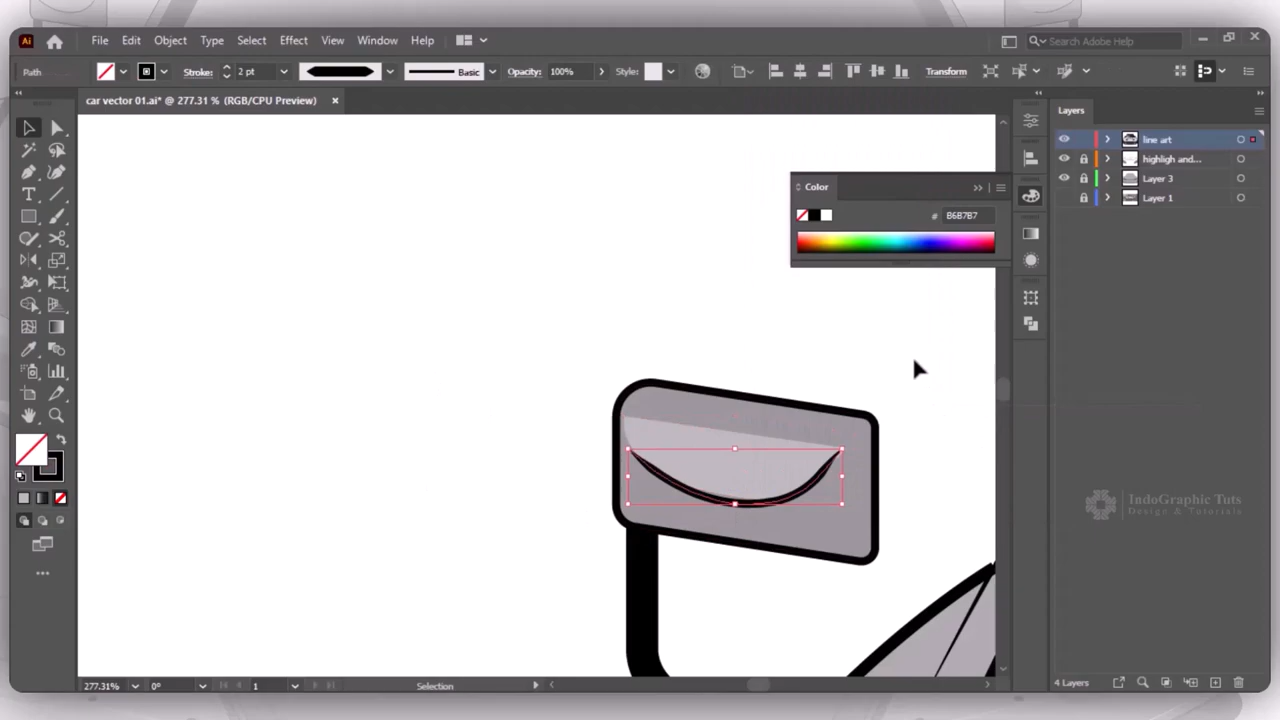 Ai File Edit Object Type Select Effect View Window Help Search Adobe Help
Path Stroke: 2 pt Basic Opacity: 100% Style: Transform
car vector 01.ai* @ 277.31 % (RGB/CPU Preview)
Layers
line art
highligh and...
Layer 3
Layer 1
Color
# B6B7B7
IndoGraphic Tuts
Design & Tutorials
277.31% 0° 1 Selection
4 Layers